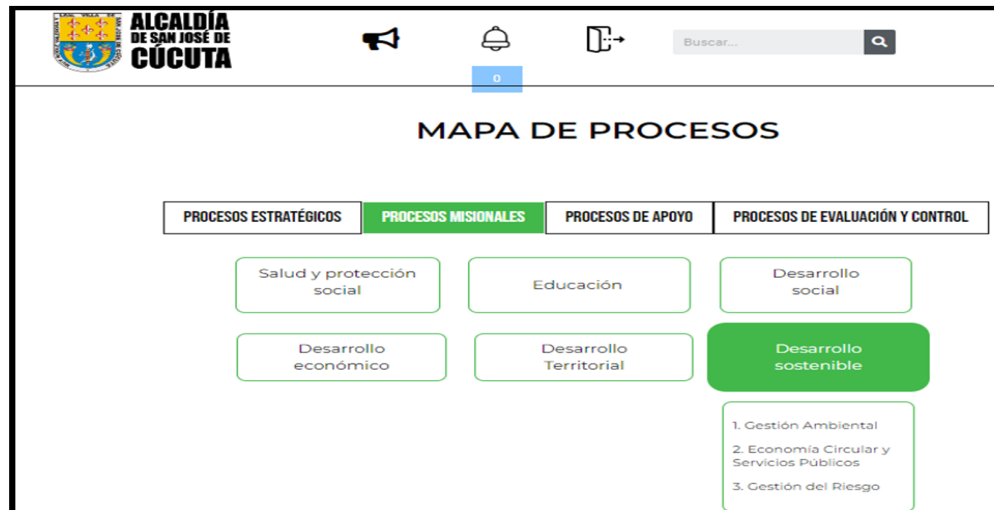 ALCALDÍA
DE SAN JOSÉ DE
CÚCUTA
Buscar...
0
MAPA DE PROCESOS
PROCESOS ESTRATÉGICOS
PROCESOS MISIONALES
PROCESOS DE APOYO
PROCESOS DE EVALUACIÓN Y CONTROL
Salud y protección
social
Educación
Desarrollo
social
Desarrollo
económico
Desarrollo
Territorial
Desarrollo
sostenible
1. Gestión Ambiental
2. Economía Circular y
Servicios Públicos
3. Gestión del Riesgo